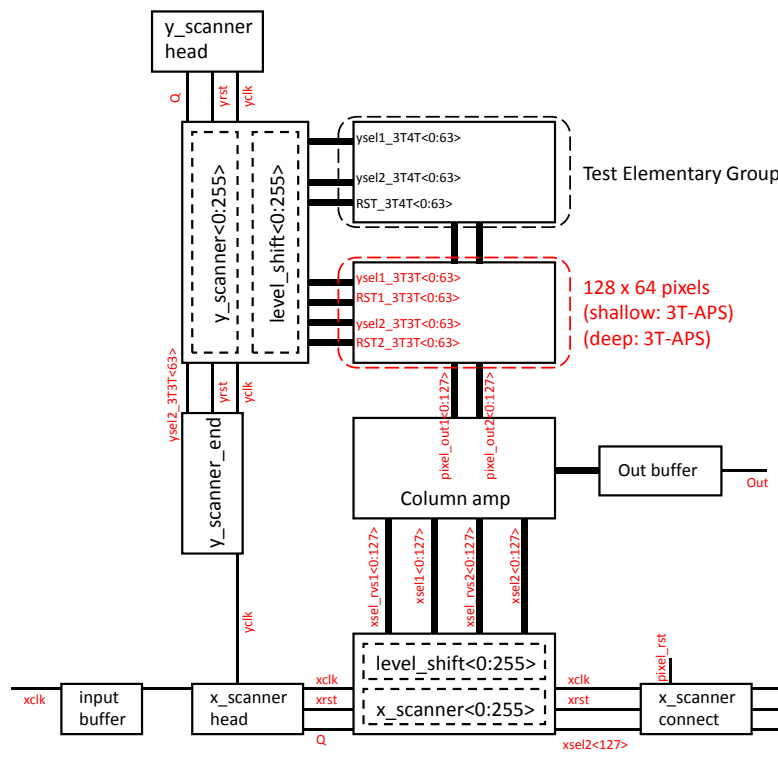 y_scanner
head
Q
yrst
yclk
y_scanner<0:255>
level_shift<0:255>
ysel1_3T4T<0:63>
ysel2_3T4T<0:63>
RST_3T4T<0:63>
Test Elementary Group
ysel1_3T3T<0:63>
RST1_3T3T<0:63>
ysel2_3T3T<0:63>
RST2_3T3T<0:63>
128 x 64 pixels
(shallow: 3T-APS)
(deep: 3T-APS)
ysel2_3T3T<63>
yrst
yclk
pixel_out1<0:127>
pixel_out2<0:127>
y_scanner_end
Column amp
Out buffer
Out
xsel_rvs1<0:127>
xsel1<0:127>
xsel_rvs2<0:127>
xsel2<0:127>
yclk
level_shift<0:255>
x_scanner<0:255>
xclk
input
buffer
x_scanner
head
xclk
xrst
Q
xclk
xrst
xsel2<127>
pixel_rst
x_scanner
connect